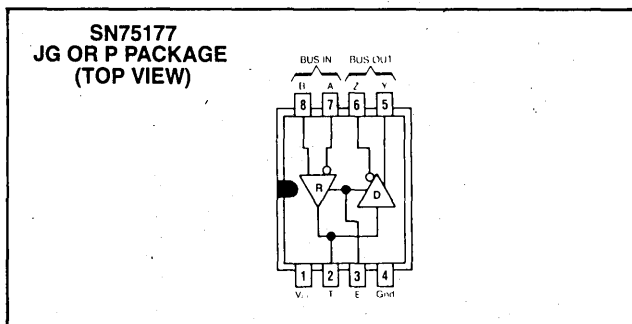 SN75177
JG OR P PACKAGE
(TOP VIEW)
BUS IN BUS OUT
B A Z Y
8 7 6 5
R D
1 2 3 4
T E Gnd